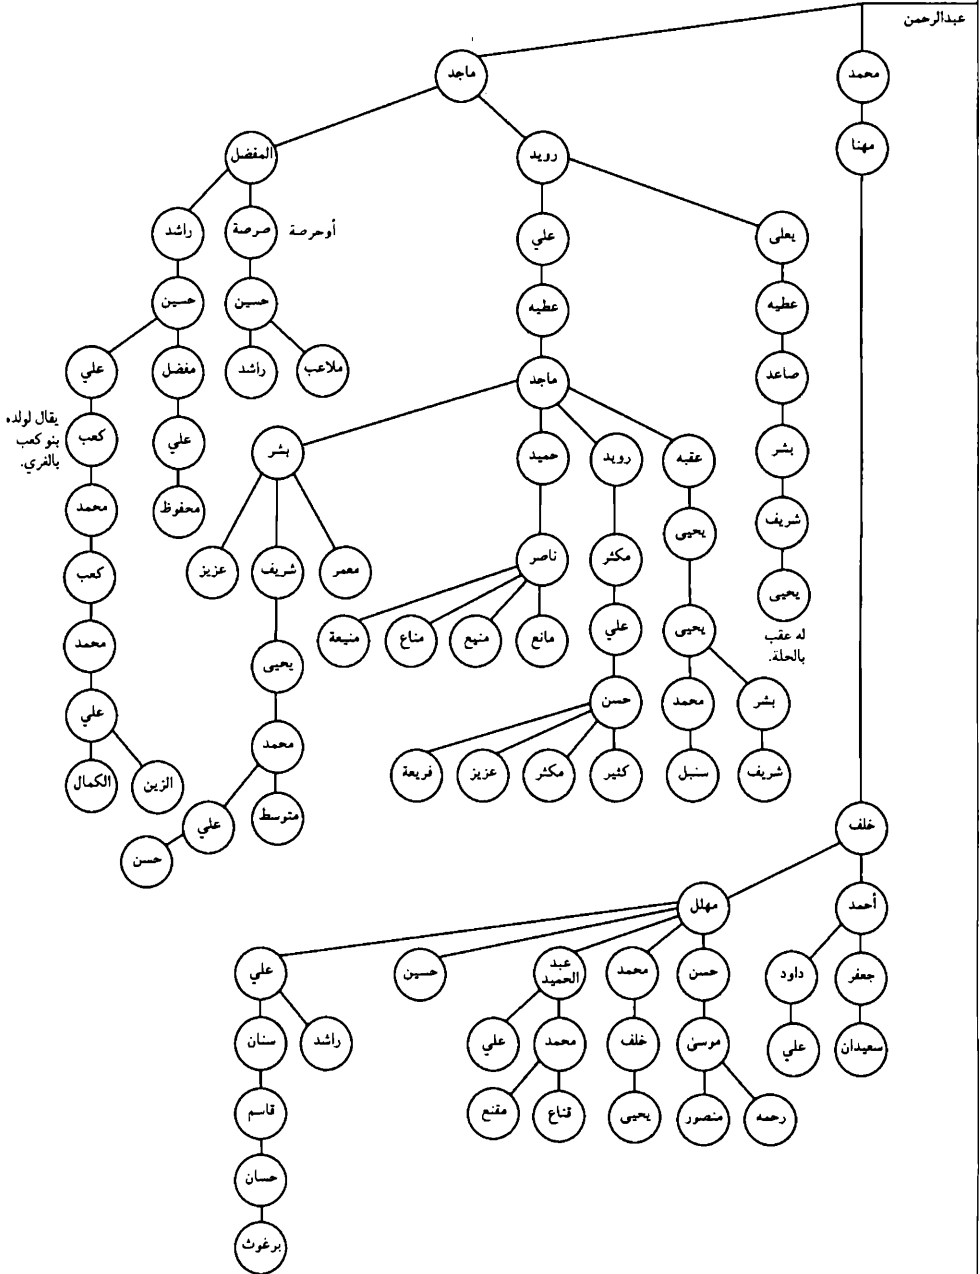 عبدالرحمن
ماجد
محمد
مهنا
المفضل
رويد
راشد
صرصة
أوحرصة
علي
يعلى
حسين
حسين
عطيه
عطيه
علي
مفضل
راشد
ملاعب
ماجد
صاعد
يقال لولده
بنو كعب
بالغري.
كعب
علي
بشر
حميد
رويد
عقبه
بشر
محمد
محفوظ
يحيى
شريف
كعب
عزيز
شريف
معمر
ناصر
مكثر
يحيى
له عقب
بالحلة.
محمد
منيعة
مناع
منيع
مانع
علي
يحيى
يحيى
علي
حسن
محمد
بشر
محمد
الكمال
الزين
فريعة
عزيز
مكثر
كثير
سنبل
شريف
علي
متوسط
حسن
خلف
مهلل
أحمد
علي
حسين
عبد
الحميد
محمد
حسن
داود
جعفر
سنان
راشد
علي
محمد
خلف
موسىٰ
علي
سعيدان
قاسم
مقنع
قناع
يحيى
منصور
رحمه
حسان
برغوث